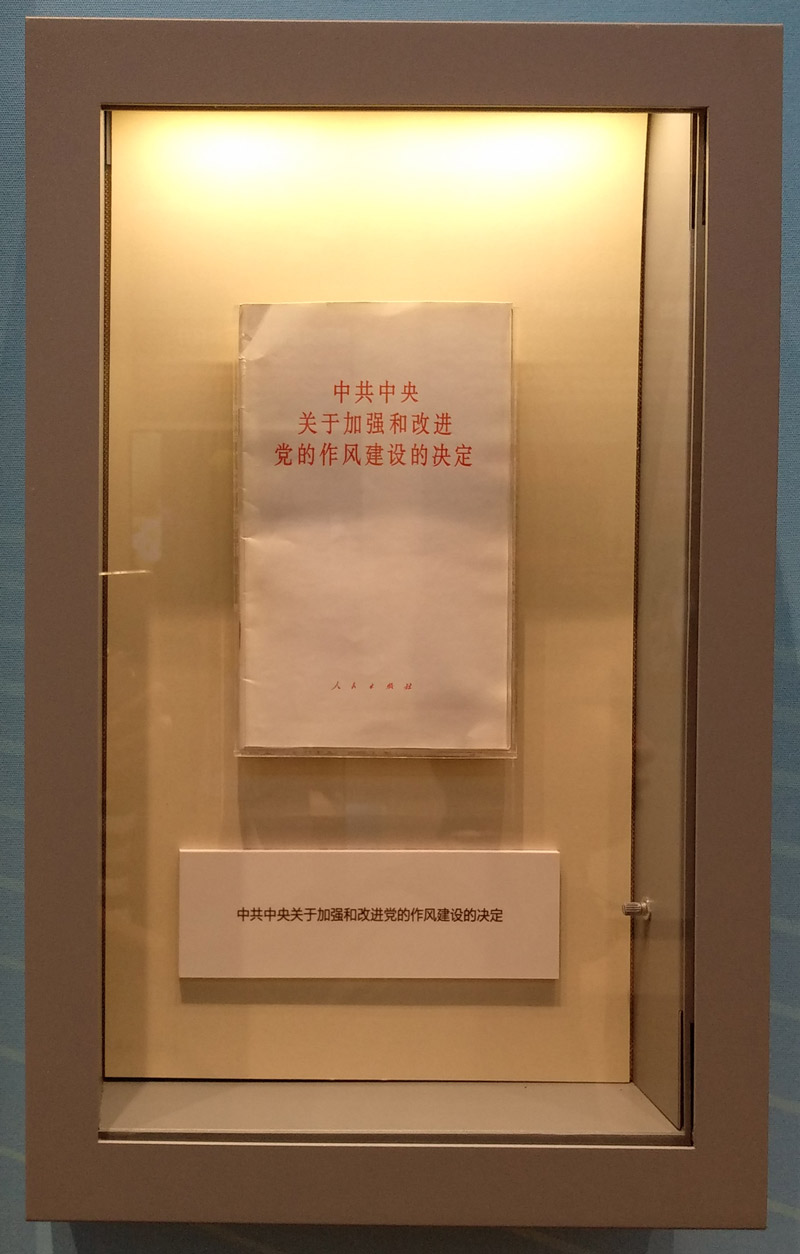 中共中央
关于加强和改进
党的作风建设的决定
人民出版社
中共中央关于加强和改进党的作风建设的决定